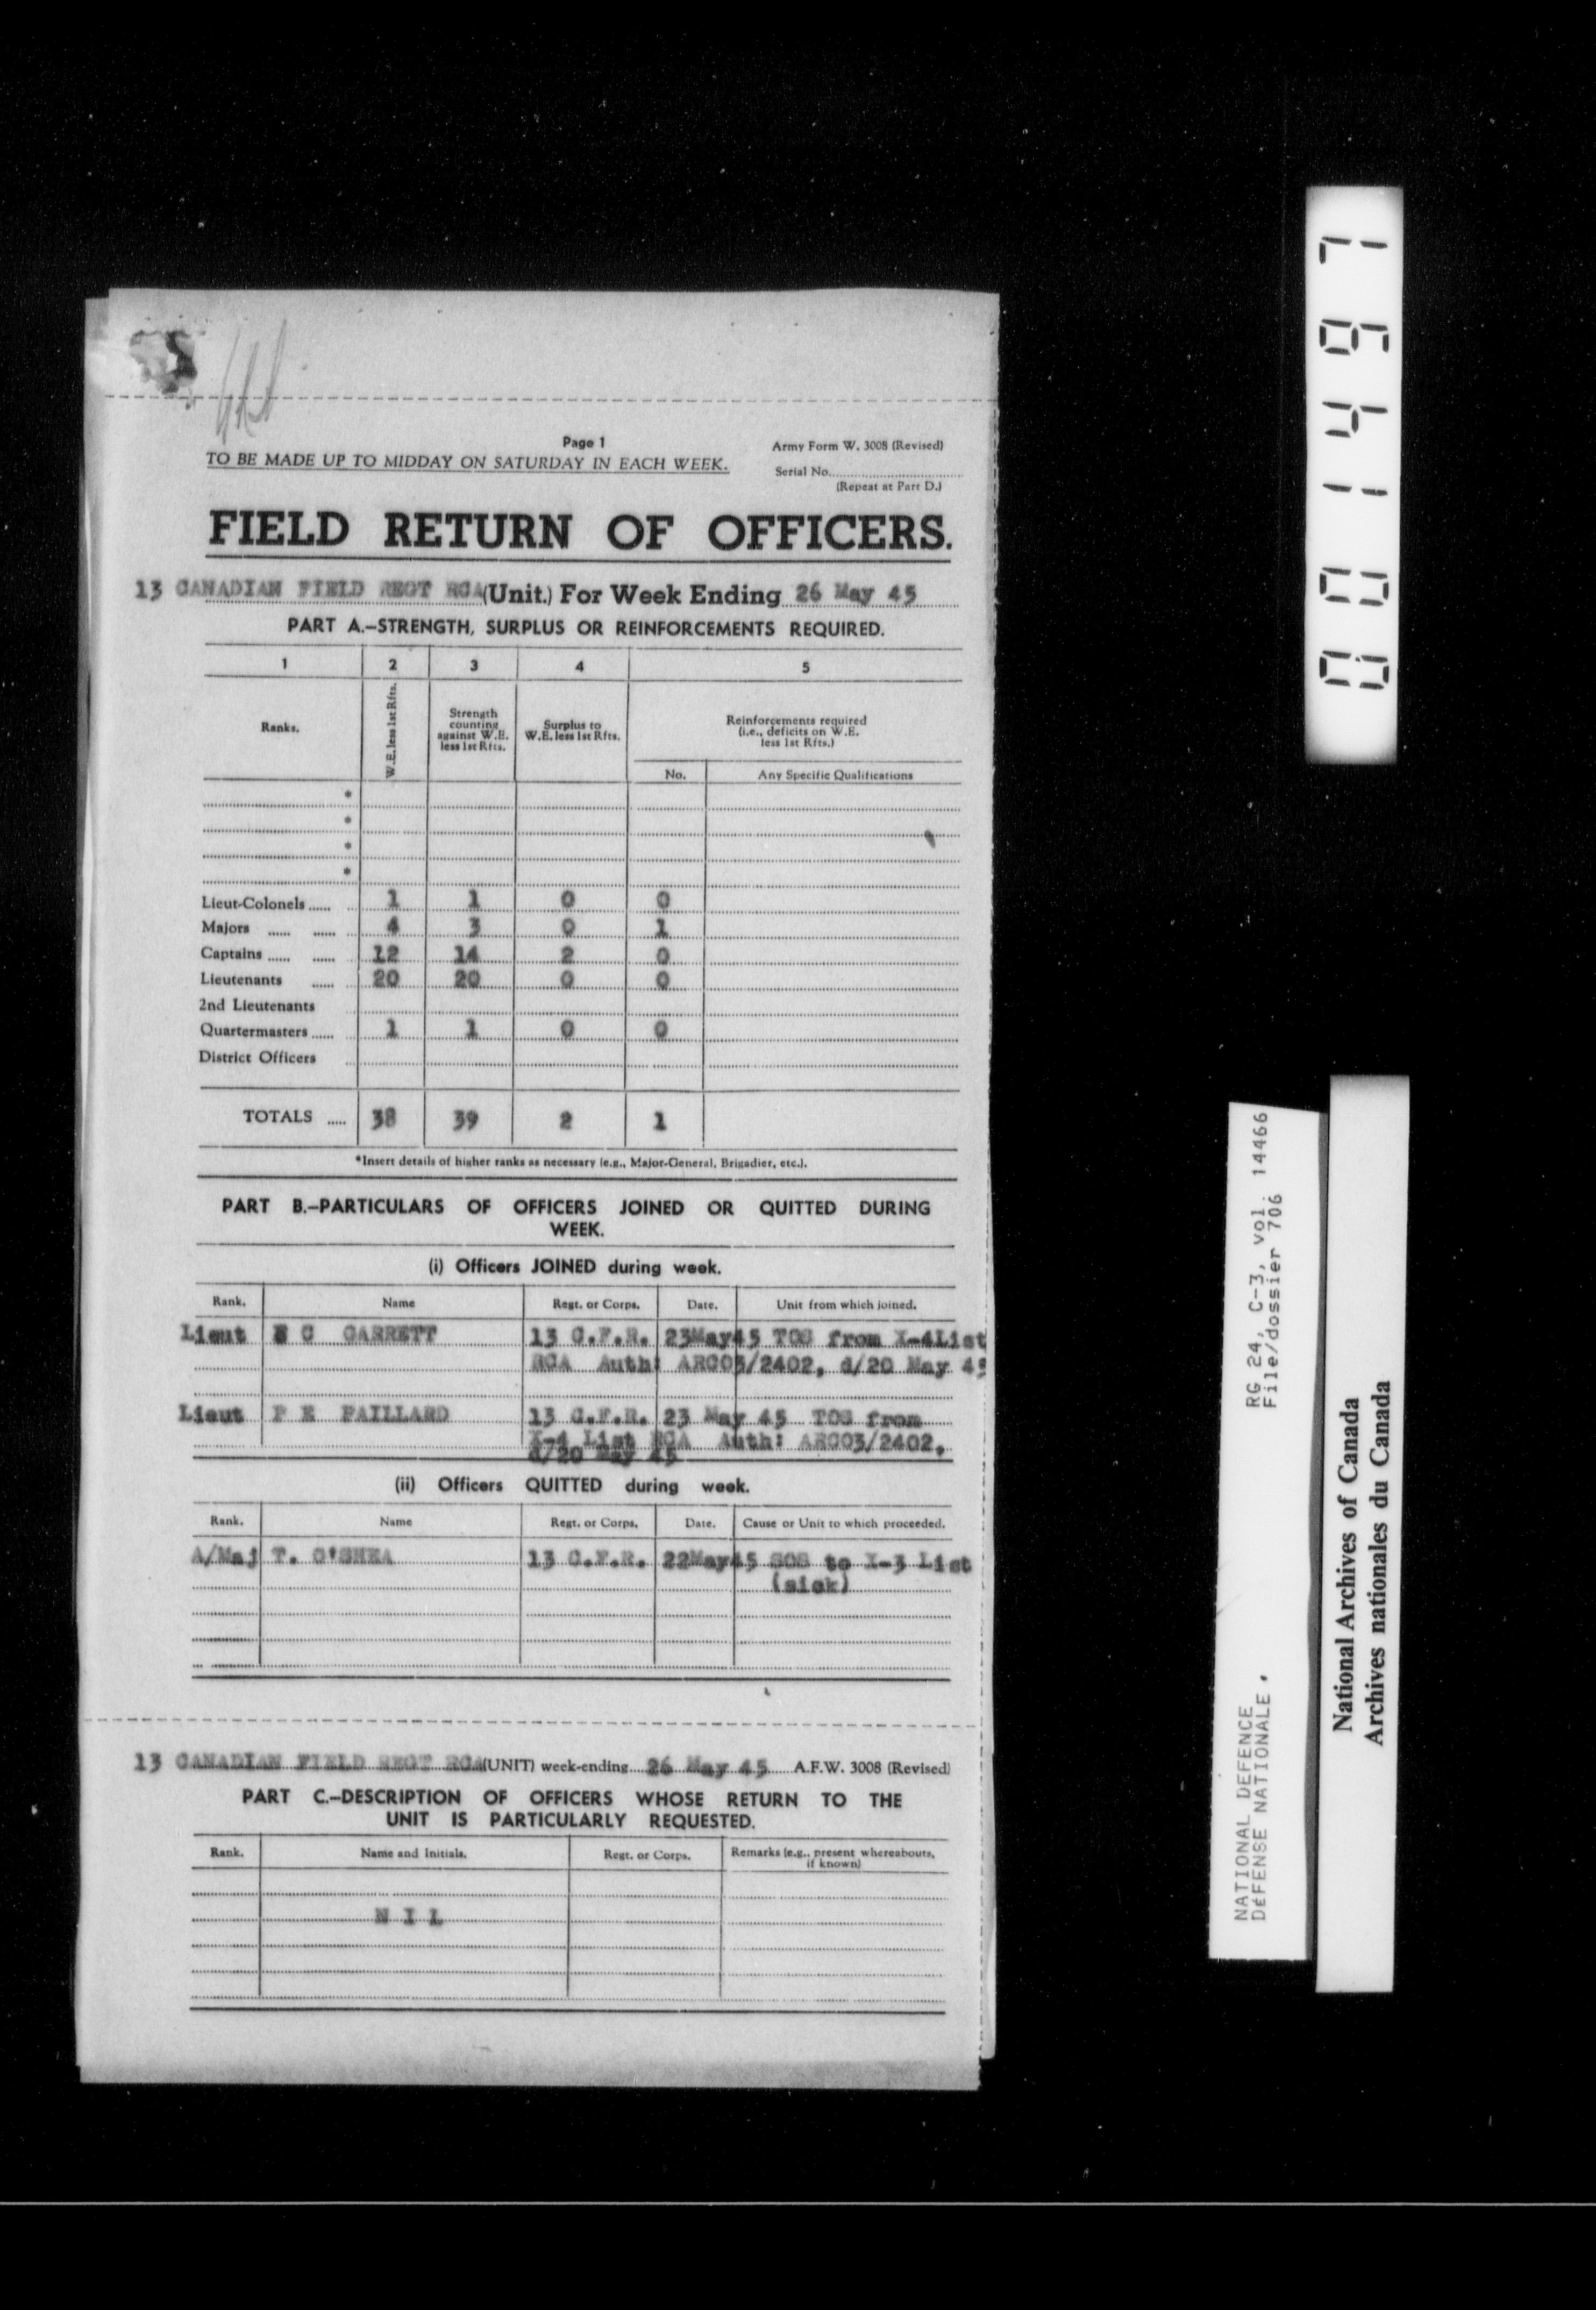 Page 1
Army Form W. 3008 (Revised)
TO BE MADE UP TO MIDDAY ON SATURDAY IN EACH WEEK.
Serial No.
(Repeat at Part D.)
FIELD RETURN OF OFFICERS.
13 CANADIAN FIELD REGT RCA (Unit.) For Week Ending 26 May 45
PART A.—STRENGTH, SURPLUS OR REINFORCEMENTS REQUIRED.
1 2 3 4 5
Ranks.
W.E. less 1st Rfts.
Strength counting against W.E. less 1st Rfts.
Surplus to W.E. less 1st Rfts.
Reinforcements required (i.e., deficits on W.E. less 1st Rfts.)
No. Any Specific Qualifications
*
*
*
*
Lieut-Colonels 1 1 0 0
Majors 4 3 0 1
Captains 12 14 2 0
Lieutenants 20 20 0 0
2nd Lieutenants
Quartermasters 1 1 0 0
District Officers
TOTALS 38 39 2 1
*Insert details of higher ranks as necessary (e.g., Major-General, Brigadier, etc.).
PART B.—PARTICULARS OF OFFICERS JOINED OR QUITTED DURING
WEEK.
(i) Officers JOINED during week.
Rank. Name Regt. or Corps. Date. Unit from which joined.
Lieut C GARRETT 13 C.F.R. 23May45 TOS from X-4List
RCA Auth: ARCO3/2402, d/20 May 45
Lieut P E PAILLARD 13 C.F.R. 23 May 45 TOS from
X-4 List RCA Auth: ARCO3/2402,
d/20 May 45
(ii) Officers QUITTED during week.
Rank. Name Regt. or Corps. Date. Cause or Unit to which proceeded.
A/Maj T. O'SHEA 13 C.F.R. 22May45 SOS to X-3 List
(sick)
13 CANADIAN FIELD REGT RCA (UNIT) week-ending 26 May 45 A.F.W. 3008 (Revised)
PART C.—DESCRIPTION OF OFFICERS WHOSE RETURN TO THE
UNIT IS PARTICULARLY REQUESTED.
Rank. Name and Initials. Regt. or Corps. Remarks (e.g., present whereabouts,
if known)
N I L
001497
RG 24, C-3, vol. 14466
File/dossier 706
NATIONAL DEFENCE
DéFENSE NATIONALE.
National Archives of Canada
Archives nationales du Canada